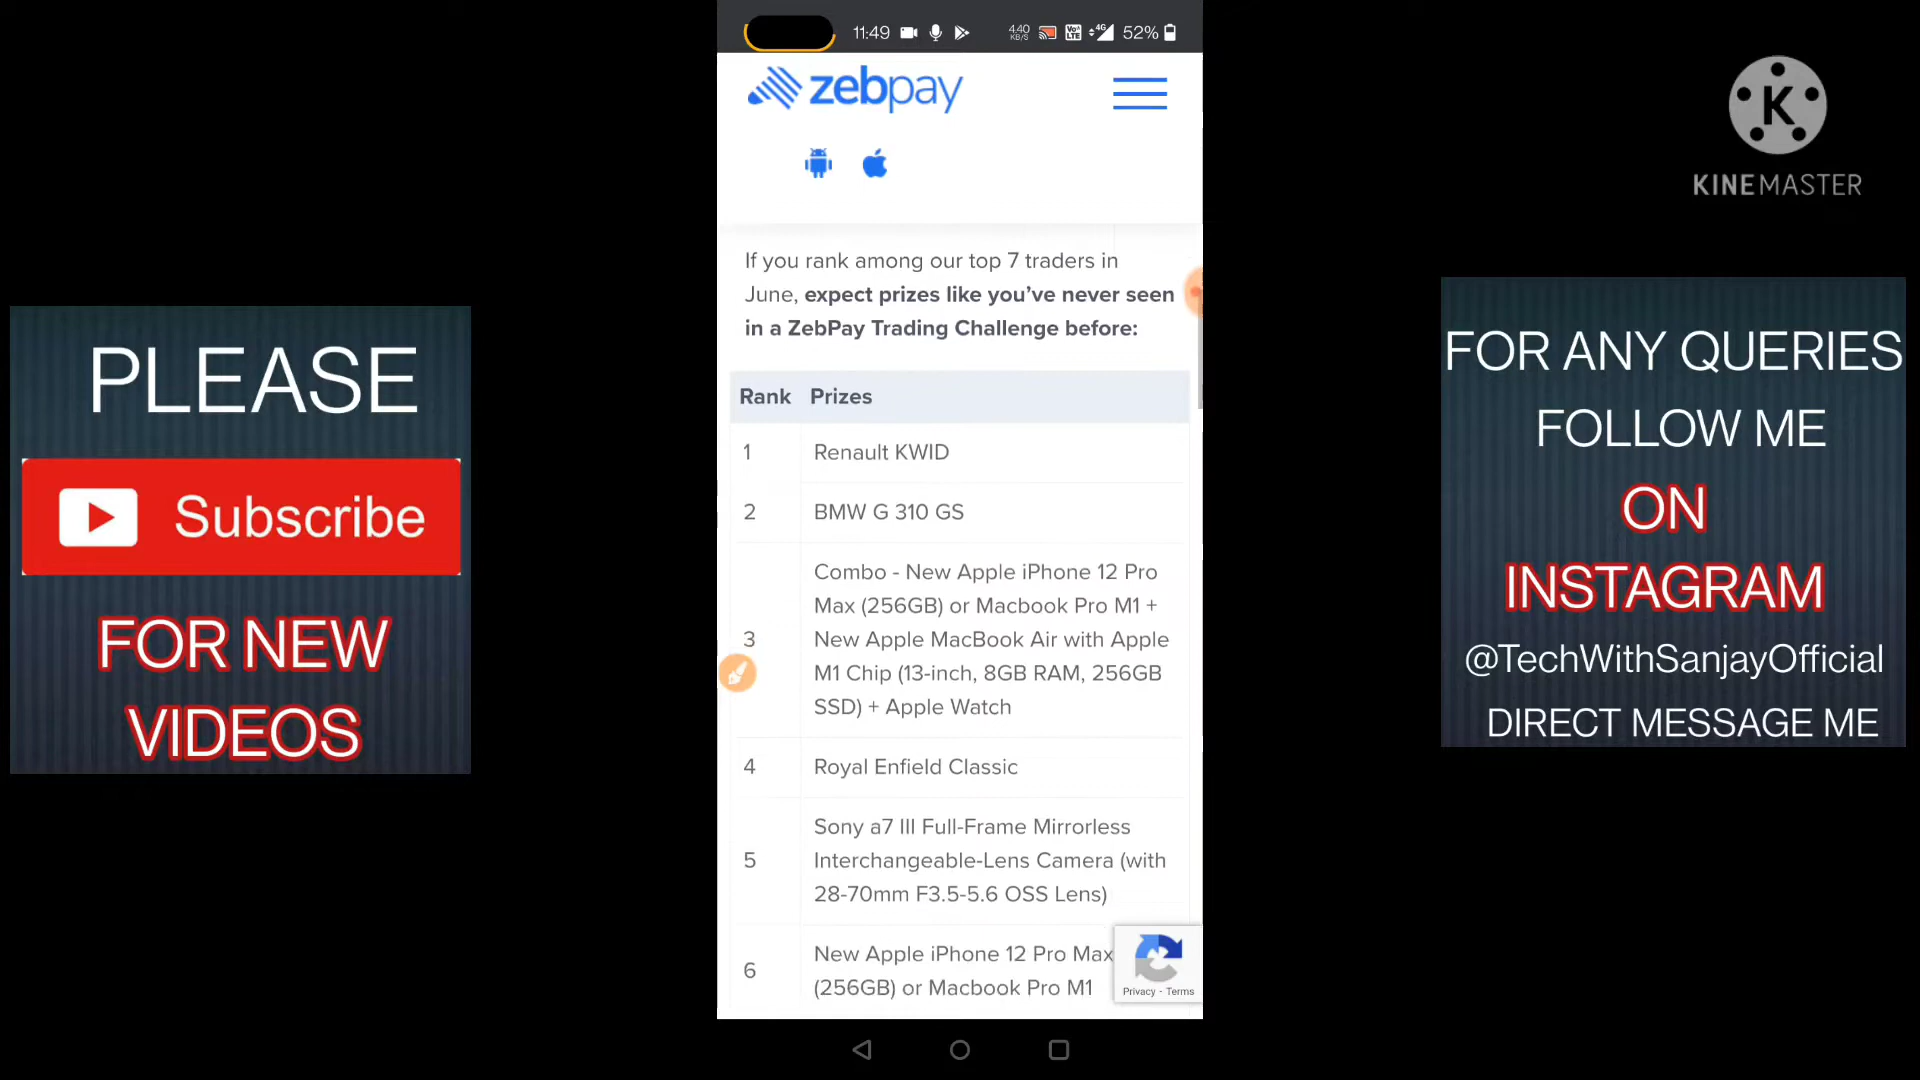 11:49
4.40 KB/S
Vo LTE
4G
52%
zebpay
K
KINEMASTER
If you rank among our top 7 traders in
June, expect prizes like you’ve never seen
in a ZebPay Trading Challenge before:
Rank Prizes
1 Renault KWID
2 BMW G 310 GS
Combo - New Apple iPhone 12 Pro
Max (256GB) or Macbook Pro M1 +
3 New Apple MacBook Air with Apple
M1 Chip (13-inch, 8GB RAM, 256GB
SSD) + Apple Watch
4 Royal Enfield Classic
Sony a7 III Full-Frame Mirrorless
5 Interchangeable-Lens Camera (with
28-70mm F3.5-5.6 OSS Lens)
6 New Apple iPhone 12 Pro Max
(256GB) or Macbook Pro M1
Privacy - Terms
PLEASE
Subscribe
FOR NEW
VIDEOS
FOR ANY QUERIES
FOLLOW ME
ON
INSTAGRAM
@TechWithSanjayOfficial
DIRECT MESSAGE ME